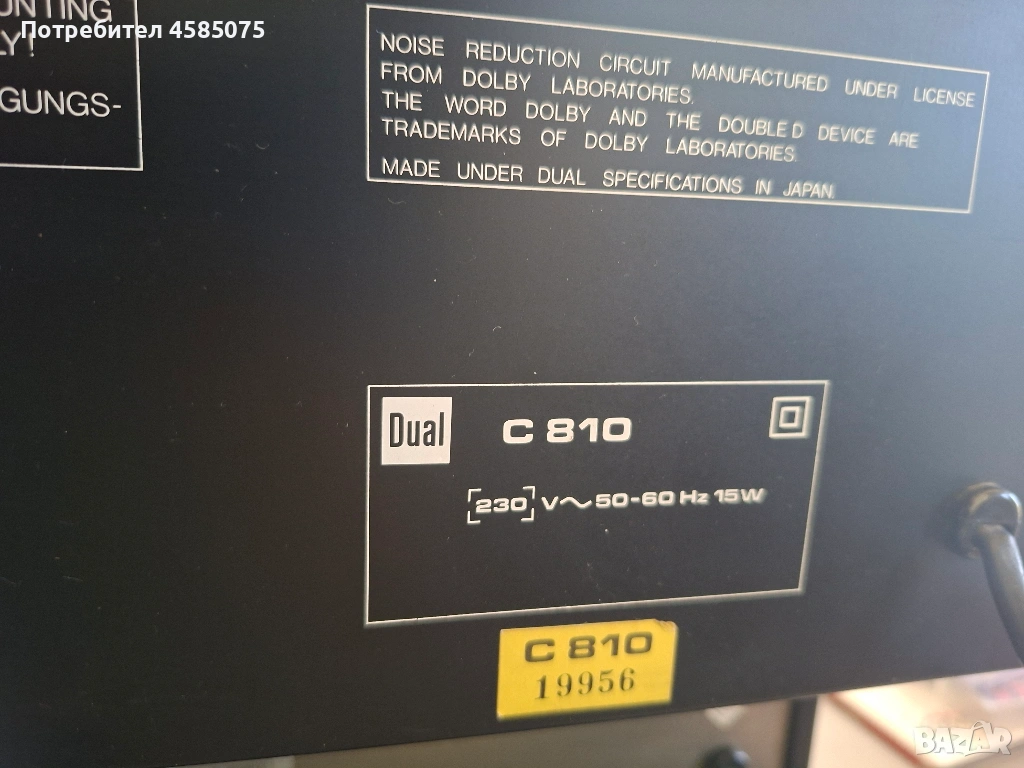 UNTING
Потребител 4585075
LY!
GUNGS-
NOISE REDUCTION CIRCUIT MANUFACTURED UNDER LICENSE
FROM DOLBY LABORATORIES.
THE WORD DOLBY AND THE DOUBLE D DEVICE ARE
TRADEMARKS OF DOLBY LABORATORIES.
MADE UNDER DUAL SPECIFICATIONS IN JAPAN.
Dual C 810
[230] V~50-60 Hz 15W
C 810
19956
BAZAR